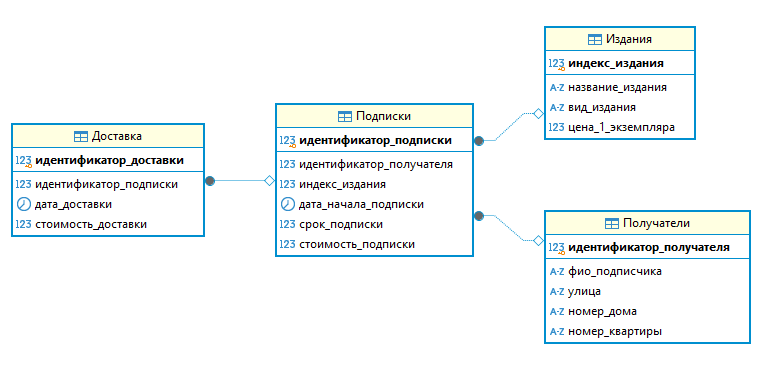 Доставка
123 идентификатор_доставки
123 идентификатор_подписки
дата_доставки
123 стоимость_доставки
Подписки
123 идентификатор_подписки
123 идентификатор_получателя
123 индекс_издания
дата_начала_подписки
123 срок_подписки
123 стоимость_подписки
Издания
123 индекс_издания
A-Z название_издания
A-Z вид_издания
123 цена_1_экземпляра
Получатели
123 идентификатор_получателя
A-Z фио_подписчика
A-Z улица
A-Z номер_дома
A-Z номер_квартиры